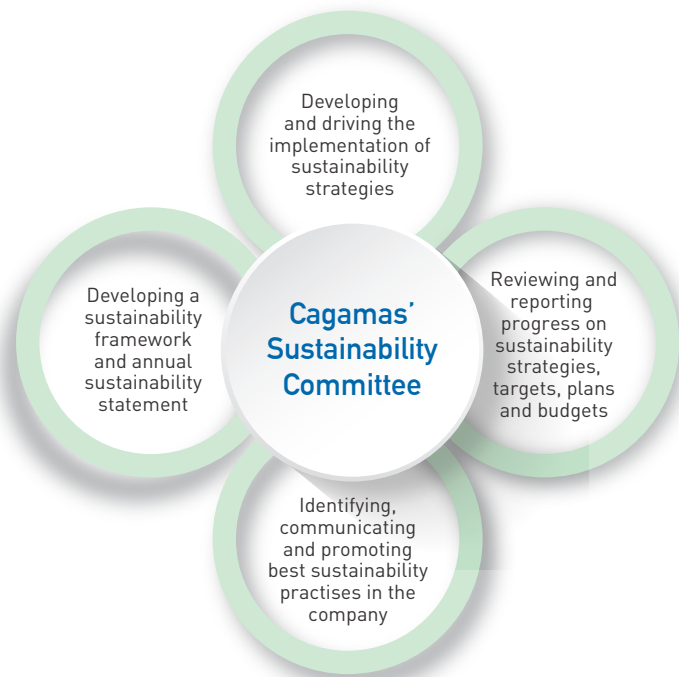 Developing
and driving the
implementation of
sustainability
strategies
Developing a
sustainability
framework
and annual
sustainability
statement
Cagamas’
Sustainability
Committee
Reviewing and
reporting
progress on
sustainability
strategies,
targets, plans
and budgets
Identifying,
communicating
and promoting
best sustainability
practises in the
company